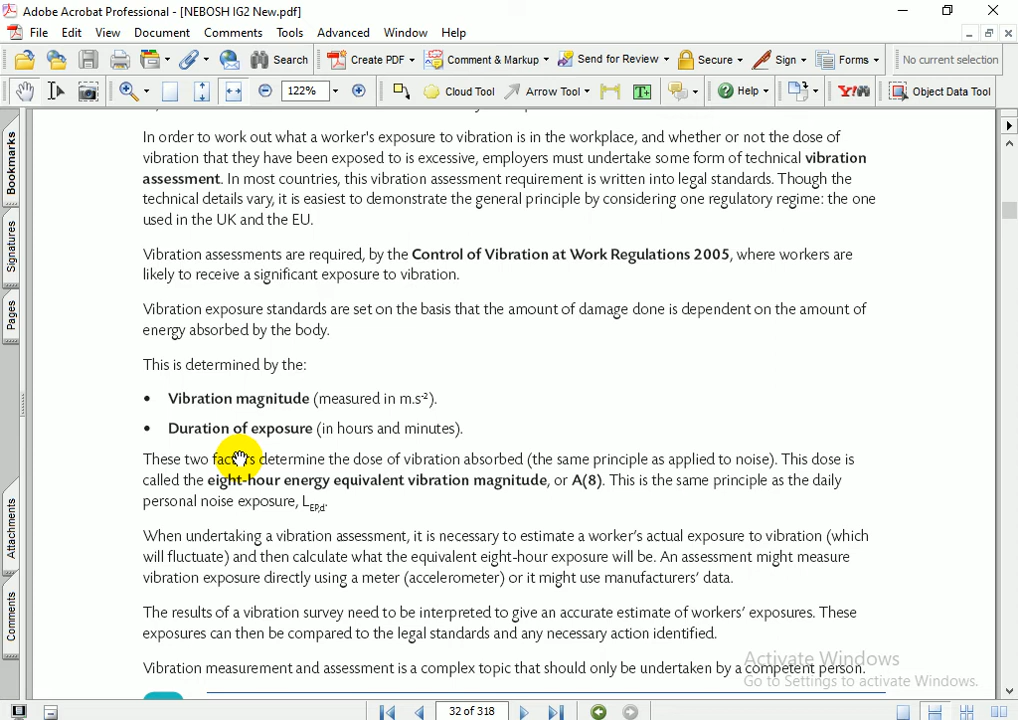 Adobe Acrobat Professional - [NEBOSH IG2 New.pdf]
File Edit View Document Comments Tools Advanced Window Help
Search Create PDF Comment & Markup Send for Review Secure Sign Forms No current selection
122% Cloud Tool Arrow Tool Help Y! Object Data Tool
Bookmarks
Signatures
Pages
Attachments
Comments
In order to work out what a worker's exposure to vibration is in the workplace, and whether or not the dose of
vibration that they have been exposed to is excessive, employers must undertake some form of technical vibration
assessment. In most countries, this vibration assessment requirement is written into legal standards. Though the
technical details vary, it is easiest to demonstrate the general principle by considering one regulatory regime: the one
used in the UK and the EU.
Vibration assessments are required, by the Control of Vibration at Work Regulations 2005, where workers are
likely to receive a significant exposure to vibration.
Vibration exposure standards are set on the basis that the amount of damage done is dependent on the amount of
energy absorbed by the body.
This is determined by the:
• Vibration magnitude (measured in m.s⁻²).
• Duration of exposure (in hours and minutes).
These two factors determine the dose of vibration absorbed (the same principle as applied to noise). This dose is
called the eight-hour energy equivalent vibration magnitude, or A(8). This is the same principle as the daily
personal noise exposure, LEP,d.
When undertaking a vibration assessment, it is necessary to estimate a worker's actual exposure to vibration (which
will fluctuate) and then calculate what the equivalent eight-hour exposure will be. An assessment might measure
vibration exposure directly using a meter (accelerometer) or it might use manufacturers' data.
The results of a vibration survey need to be interpreted to give an accurate estimate of workers' exposures. These
exposures can then be compared to the legal standards and any necessary action identified.
Vibration measurement and assessment is a complex topic that should only be undertaken by a competent person.
Activate Windows
Go to Settings to activate Windows.
32 of 318